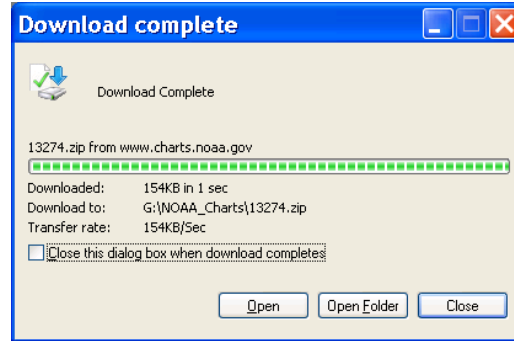 Download complete
Download Complete
13274.zip from www.charts.noaa.gov
Downloaded: 154KB in 1 sec
Download to: G:\NOAA_Charts\13274.zip
Transfer rate: 154KB/Sec
Close this dialog box when download completes
Open Open Folder Close